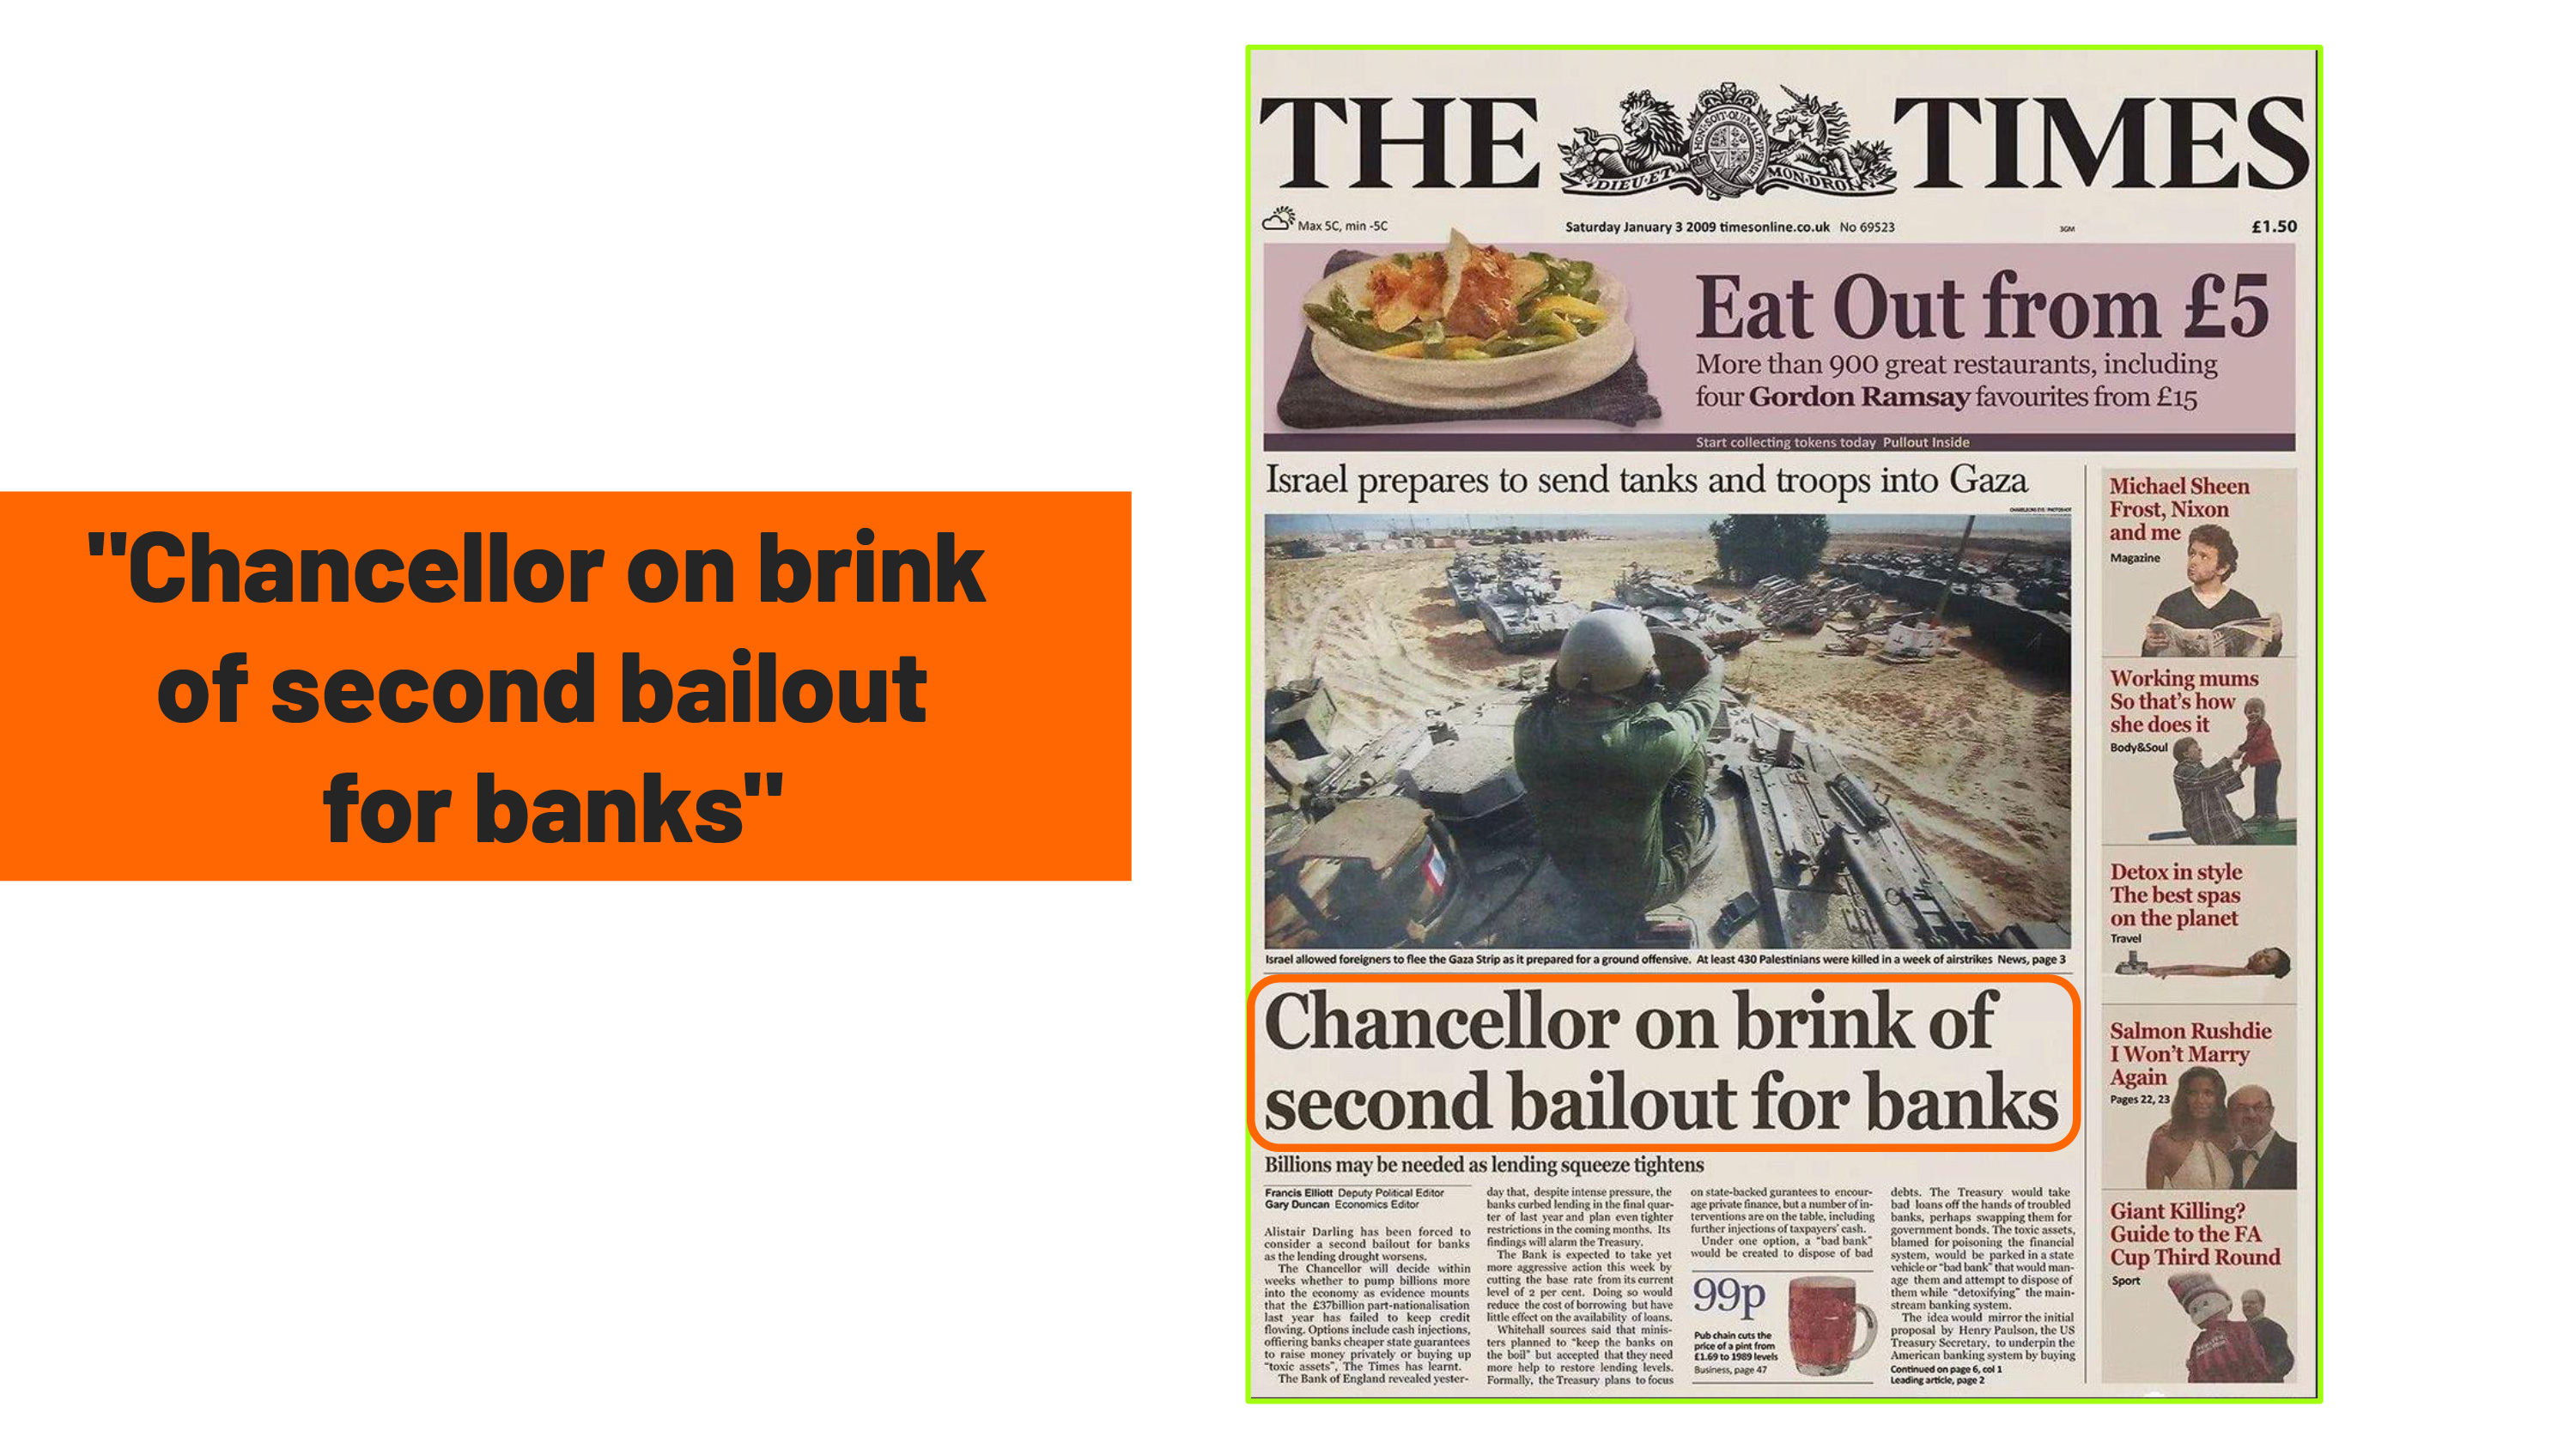 "Chancellor on brink
of second bailout
for banks"
THE TIMES
DIEU·ET MON·DROIT
Max 5C, min -5C
Saturday January 3 2009 timesonline.co.uk No 69523
3GM
£1.50
Eat Out from £5
More than 900 great restaurants, including
four Gordon Ramsay favourites from £15
Start collecting tokens today Pullout Inside
Israel prepares to send tanks and troops into Gaza
Israel allowed foreigners to flee the Gaza Strip as it prepared for a ground offensive. At least 430 Palestinians were killed in a week of airstrikes News, page 3
Chancellor on brink of
second bailout for banks
Billions may be needed as lending squeeze tightens
Francis Elliott Deputy Political Editor
Gary Duncan Economics Editor
Alistair Darling has been forced to
consider a second bailout for banks
as the lending drought worsens.
The Chancellor will decide within
weeks whether to pump billions more
into the economy as evidence mounts
that the £37billion part-nationalisation
last year has failed to keep credit
flowing. Options include cash injections,
offiering banks cheaper state guarantees
to raise money privately or buying up
"toxic assets", The Times has learnt.
The Bank of England revealed yester-
day that, despite intense pressure, the
banks curbed lending in the final quar-
ter of last year and plan even tighter
restrictions in the coming months. Its
findings will alarm the Treasury.
The Bank is expected to take yet
more aggressive action this week by
cutting the base rate from its current
level of 2 per cent. Doing so would
reduce the cost of borrowing but have
little effect on the availability of loans.
Whitehall sources said that minis-
ters planned to "keep the banks on
the boil" but accepted that they need
more help to restore lending levels.
Formally, the Treasury plans to focus
on state-backed gurantees to encour-
age private finance, but a number of in-
terventions are on the table, including
further injections of taxpayers' cash.
Under one option, a "bad bank"
would be created to dispose of bad
99p
Pub chain cuts the
price of a pint from
£1.69 to 1989 levels
Business, page 47
debts. The Treasury would take
bad loans off the hands of troubled
banks, perhaps swapping them for
government bonds. The toxic assets,
blamed for poisoning the financial
system, would be parked in a state
vehicle or "bad bank" that would man-
age them and attempt to dispose of
them while "detoxifying" the main-
stream banking system.
The idea would mirror the initial
proposal by Henry Paulson, the US
Treasury Secretary, to underpin the
American banking system by buying
Continued on page 6, col 1
Leading article, page 2
Michael Sheen
Frost, Nixon
and me
Magazine
Working mums
So that's how
she does it
Body&Soul
Detox in style
The best spas
on the planet
Travel
Salmon Rushdie
I Won't Marry
Again
Pages 22, 23
Giant Killing?
Guide to the FA
Cup Third Round
Sport